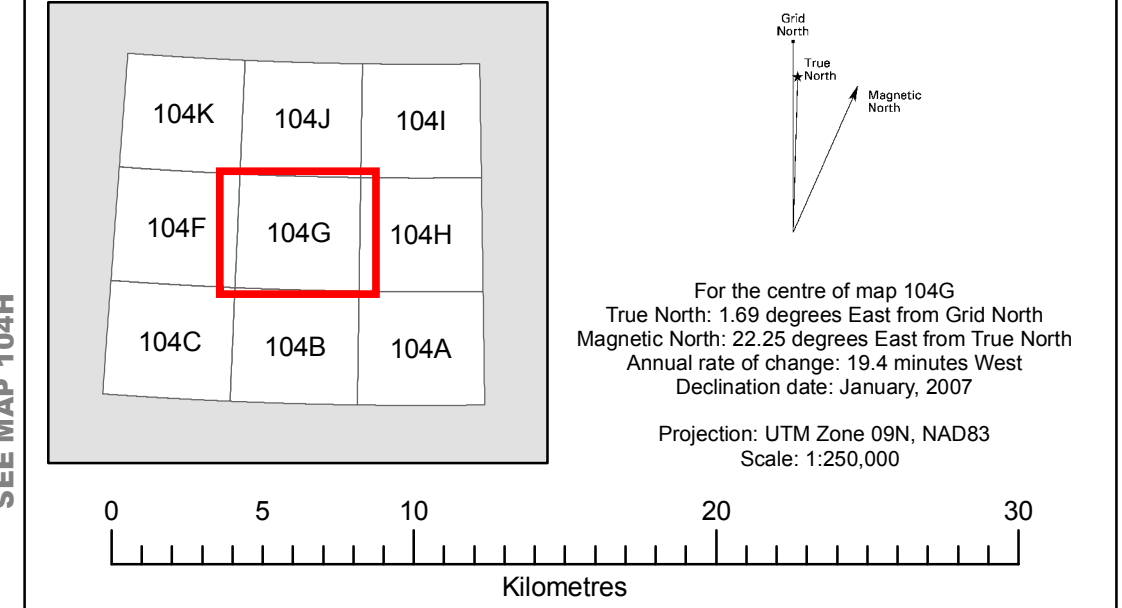 SEE MAP 104H
104K
104J
104I
104F
104G
104H
104C
104B
104A
Grid
North
True
North
Magnetic
North
For the centre of map 104G
True North: 1.69 degrees East from Grid North
Magnetic North: 22.25 degrees East from True North
Annual rate of change: 19.4 minutes West
Declination date: January, 2007
Projection: UTM Zone 09N, NAD83
Scale: 1:250,000
0 5 10 20 30
Kilometres